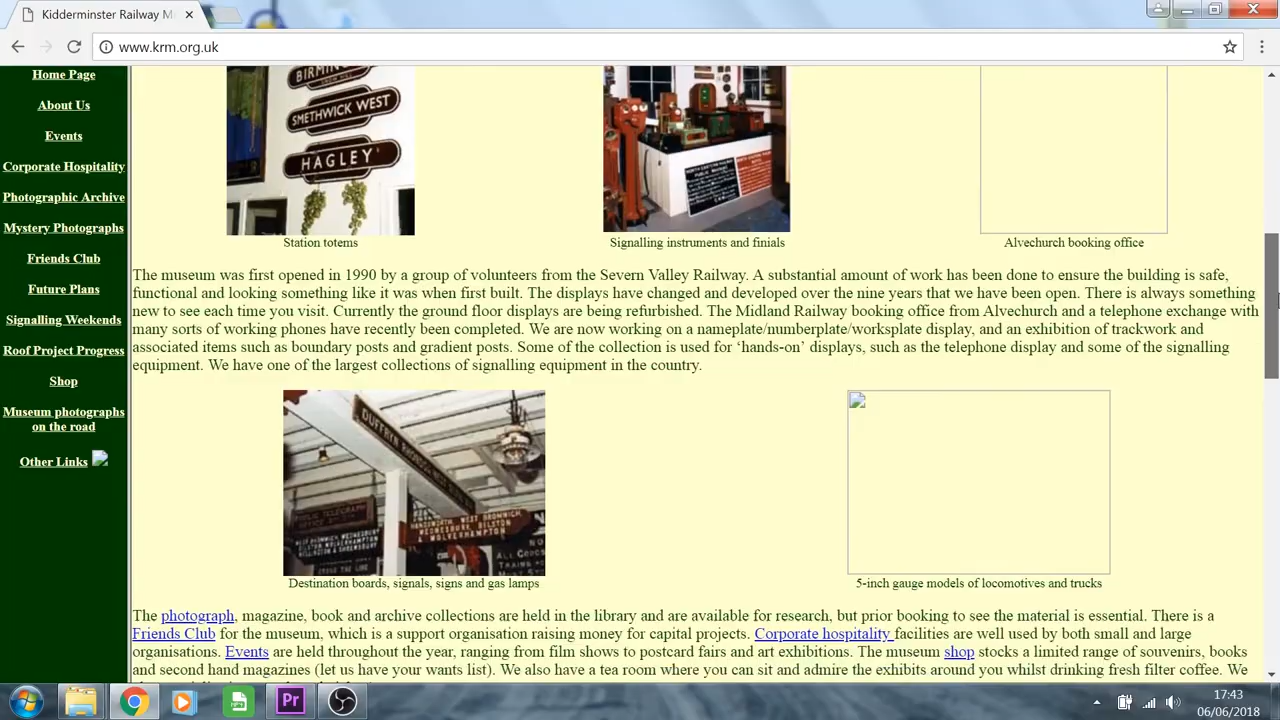 Kidderminster Railway M
www.krm.org.uk
Home Page
About Us
Events
Corporate Hospitality
Photographic Archive
Mystery Photographs
Friends Club
Future Plans
Signalling Weekends
Roof Project Progress
Shop
Museum photographs
on the road
Other Links
SMETHWICK WEST
HAGLEY
Station totems
Signalling instruments and finials
Alvechurch booking office
The museum was first opened in 1990 by a group of volunteers from the Severn Valley Railway. A substantial amount of work has been done to ensure the building is safe,
functional and looking something like it was when first built. The displays have changed and developed over the nine years that we have been open. There is always something
new to see each time you visit. Currently the ground floor displays are being refurbished. The Midland Railway booking office from Alvechurch and a telephone exchange with
many sorts of working phones have recently been completed. We are now working on a nameplate/numberplate/worksplate display, and an exhibition of trackwork and
associated items such as boundary posts and gradient posts. Some of the collection is used for ‘hands-on’ displays, such as the telephone display and some of the signalling
equipment. We have one of the largest collections of signalling equipment in the country.
HANDSWORTH, WEST BROMWICH,
WEDNESBURY, BILSTON
& WOLVERHAMPTON
Destination boards, signals, signs and gas lamps
5-inch gauge models of locomotives and trucks
The photograph, magazine, book and archive collections are held in the library and are available for research, but prior booking to see the material is essential. There is a
Friends Club for the museum, which is a support organisation raising money for capital projects. Corporate hospitality facilities are well used by both small and large
organisations. Events are held throughout the year, ranging from film shows to postcard fairs and art exhibitions. The museum shop stocks a limited range of souvenirs, books
and second hand magazines (let us have your wants list). We also have a tea room where you can sit and admire the exhibits around you whilst drinking fresh filter coffee. We
Pr
17:43
06/06/2018